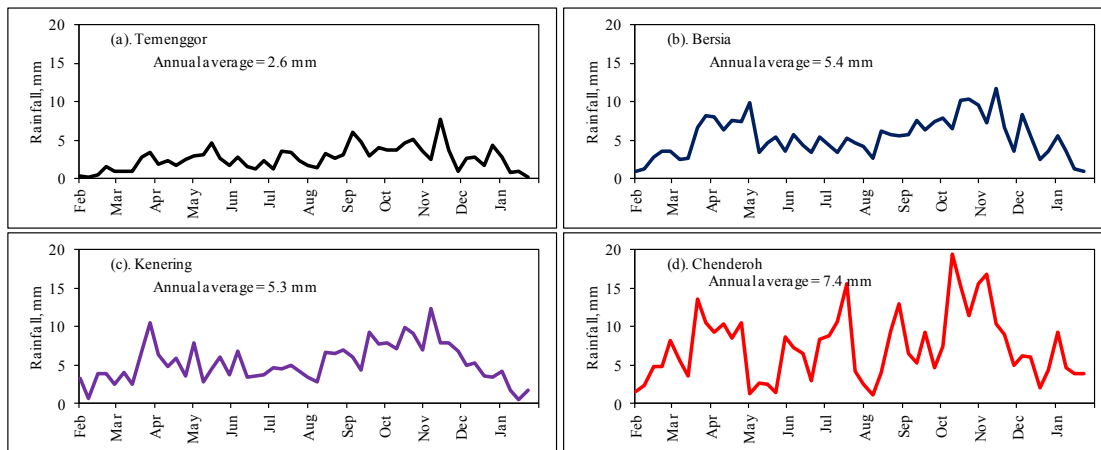 (a). Temenggor
Annual average = 2.6 mm
Rainfall, mm
20
15
10
5
0
Feb Mar Apr May Jun Jul Aug Sep Oct Nov Dec Jan
(b). Bersia
Annual average = 5.4 mm
Rainfall, mm
20
15
10
5
0
Feb Mar Apr May Jun Jul Aug Sep Oct Nov Dec Jan
(c). Kenering
Annual average = 5.3 mm
Rainfall, mm
20
15
10
5
0
Feb Mar Apr May Jun Jul Aug Sep Oct Nov Dec Jan
(d). Chenderoh
Annual average = 7.4 mm
Rainfall, mm
20
15
10
5
0
Feb Mar Apr May Jun Jul Aug Sep Oct Nov Dec Jan